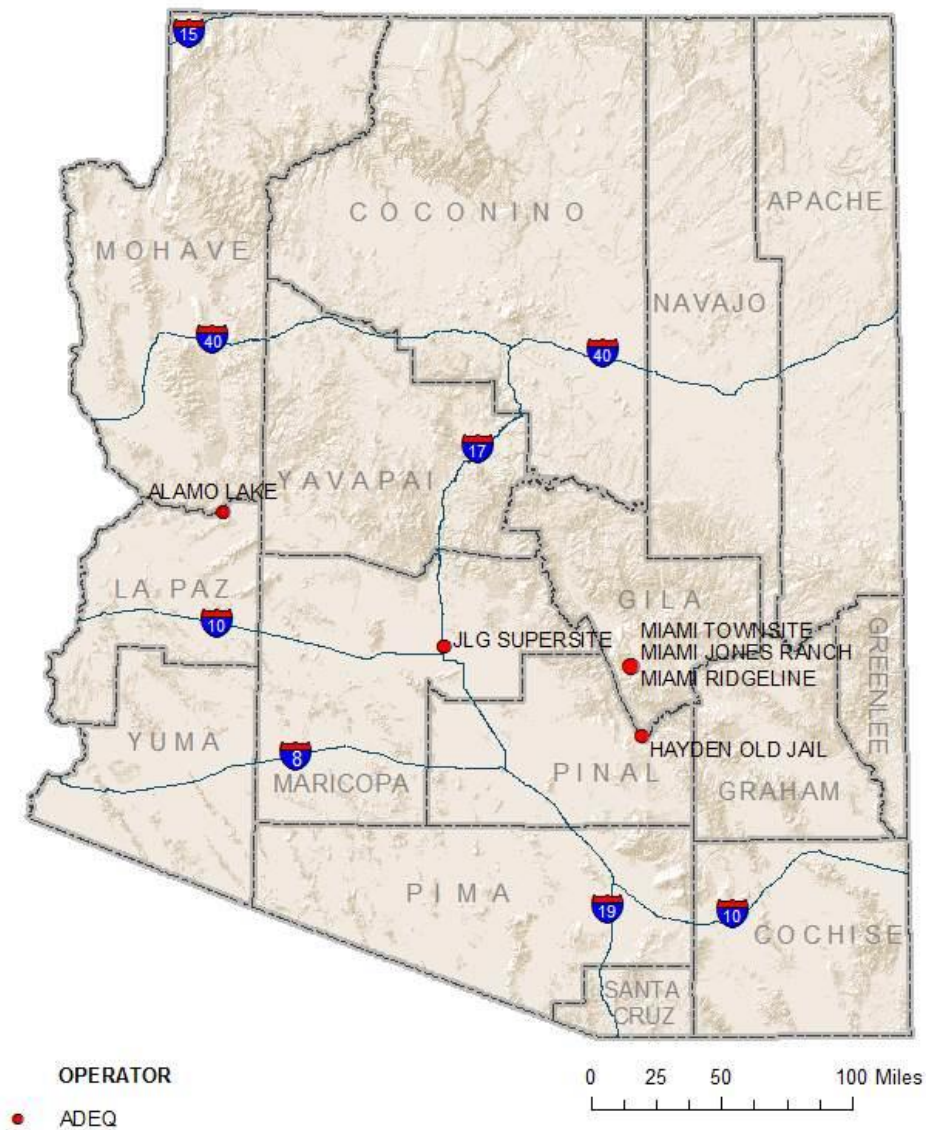 15
COCONINO
APACHE
MOHAVE
NAVAJO
40
40
17
ALAMO LAKE
YAVAPAI
LA PAZ
GILA
10
MIAMI TOWNSITE
JLG SUPERSITE
MIAMI JONES RANCH
MIAMI RIDGELINE
GREENLEE
YUMA
8
HAYDEN OLD JAIL
MARICOPA
PINAL
GRAHAM
PIMA
19
10
COCHISE
SANTA
CRUZ
OPERATOR
0 25 50 100 Miles
ADEQ